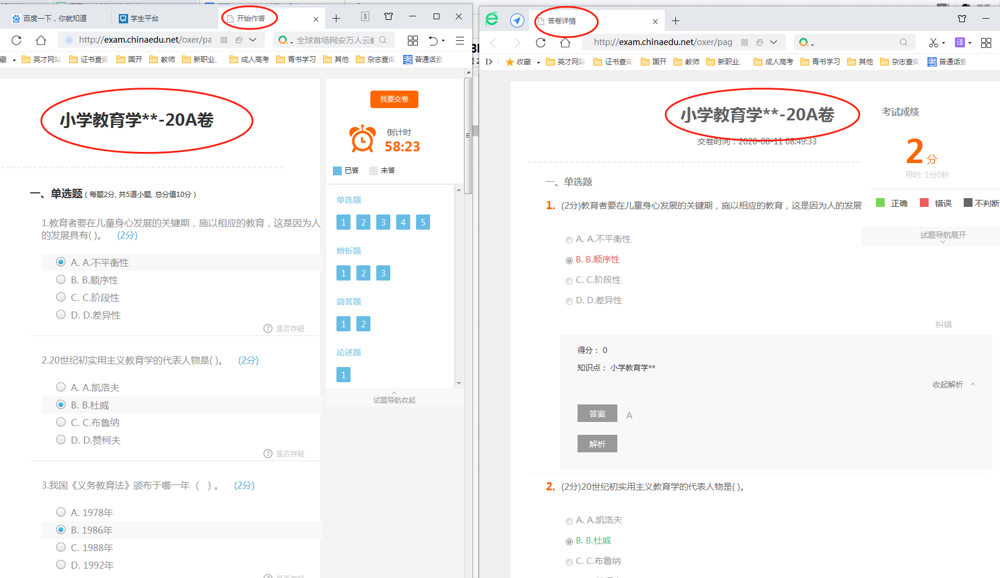 百度一下，你就知道
学生平台
开始作答
3
http://exam.chinaedu.net/oxer/pa
全球首场网安万人云
藏
英才网站
证书查询
国开
教师
新职业、
成人高考
青书学习
其他
杂志查询
考
普通话查
小学教育学**-20A卷
我要交卷
倒计时
58:23
已答
未答
一、单选题 ( 每题2分, 共5道小题, 总分值10分 )
1.教育者要在儿童身心发展的关键期，施以相应的教育，这是因为人
的发展具有( )。 (2分)
A. A.不平衡性
B. B.顺序性
C. C.阶段性
D. D.差异性
? 是否存疑
2.20世纪初实用主义教育学的代表人物是( )。 (2分)
A. A.凯洛夫
B. B.杜威
C. C.布鲁纳
D. D.赞柯夫
? 是否存疑
3.我国《义务教育法》颁布于哪一年（ ）。 (2分)
A. 1978年
B. 1986年
C. 1988年
D. 1992年
是否存疑
单选题
1 2 3 4 5
辨析题
1 2 3
简答题
1 2
论述题
1
试题导航收起
答卷详情
http://exam.chinaedu.net/oxer/pag
译
收藏
英才网站
证书查询
国开
教师
新职业、
成人高考
青书学习
其他
杂志查询
考
普通话查
小学教育学**-20A卷
交卷时间：2020-08-11 08:49:33
考试成绩
2分
用时: 1分0秒
正确
错误
不判断
试题导航展开
一、单选题
1. (2分)教育者要在儿童身心发展的关键期，施以相应的教育，这是因为人的发展
A. A.不平衡性
B. B.顺序性
C. C.阶段性
D. D.差异性
纠错
得分： 0
知识点： 小学教育学**
收起解析
答案 A
解析
2. (2分)20世纪初实用主义教育学的代表人物是( )。
A. A.凯洛夫
B. B.杜威
C. C.布鲁纳